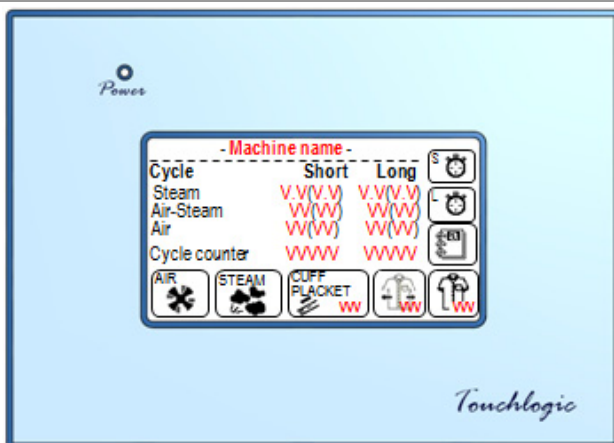 Power
- Machine name -
Cycle Short Long
Steam V.V(V.V) V.V(V.V)
Air-Steam VV(VV) VV(VV)
Air VV(VV) VV(VV)
Cycle counter VVVVV VVVVV
S
L
AIR
STEAM
CUFF
PLACKET
VV
VV
VV
Touchlogic